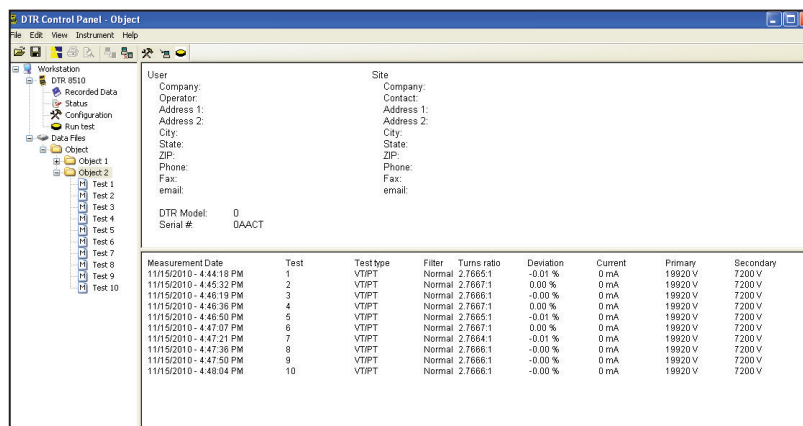 DTR Control Panel - Object
File Edit View Instrument Help
Workstation
DTR 8510
Recorded Data
Status
Configuration
Run test
Data Files
Object
Object 1
Object 2
M Test 1
M Test 2
M Test 3
M Test 4
M Test 5
M Test 6
M Test 7
M Test 8
M Test 9
M Test 10
User Site
Company: Company:
Operator: Contact:
Address 1: Address 1:
Address 2: Address 2:
City: City:
State: State:
ZIP: ZIP:
Phone: Phone:
Fax: Fax:
email: email:
DTR Model: 0
Serial #: 0AACT
Measurement Date Test Test type Filter Turns ratio Deviation Current Primary Secondary
11/15/2010 - 4:44:18 PM 1 VT/PT Normal 2.7665:1 -0.01 % 0 mA 19920 V 7200 V
11/15/2010 - 4:45:32 PM 2 VT/PT Normal 2.7667:1 0.00 % 0 mA 19920 V 7200 V
11/15/2010 - 4:46:19 PM 3 VT/PT Normal 2.7666:1 -0.00 % 0 mA 19920 V 7200 V
11/15/2010 - 4:46:36 PM 4 VT/PT Normal 2.7667:1 0.00 % 0 mA 19920 V 7200 V
11/15/2010 - 4:46:50 PM 5 VT/PT Normal 2.7665:1 -0.01 % 0 mA 19920 V 7200 V
11/15/2010 - 4:47:07 PM 6 VT/PT Normal 2.7667:1 0.00 % 0 mA 19920 V 7200 V
11/15/2010 - 4:47:21 PM 7 VT/PT Normal 2.7664:1 -0.01 % 0 mA 19920 V 7200 V
11/15/2010 - 4:47:36 PM 8 VT/PT Normal 2.7666:1 -0.00 % 0 mA 19920 V 7200 V
11/15/2010 - 4:47:50 PM 9 VT/PT Normal 2.7666:1 -0.00 % 0 mA 19920 V 7200 V
11/15/2010 - 4:48:04 PM 10 VT/PT Normal 2.7666:1 -0.00 % 0 mA 19920 V 7200 V